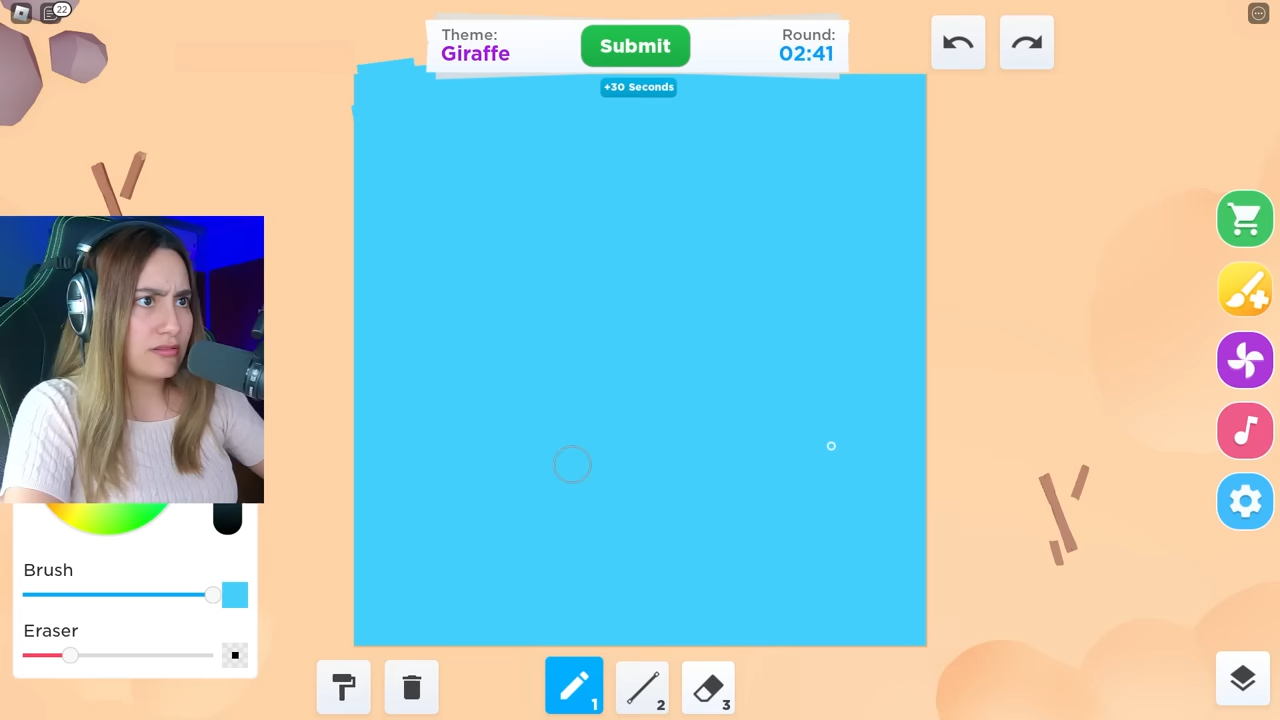 22
Theme:
Giraffe
Submit
Round:
02:41
+30 Seconds
Brush
Eraser
1
2
3